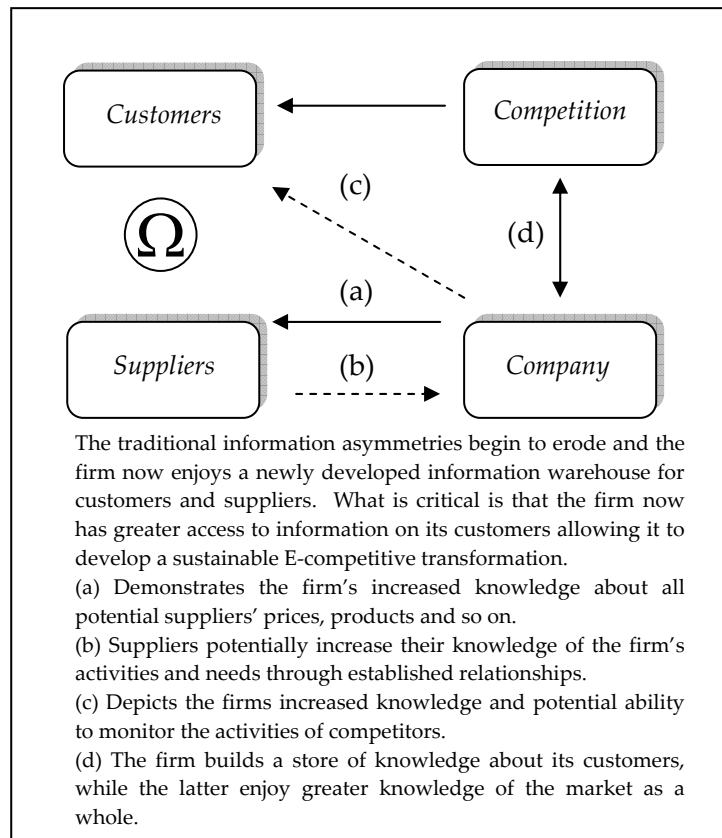 Customers
Competition
(c)
Ω
(d)
(a)
Suppliers
(b)
Company
The traditional information asymmetries begin to erode and the
firm now enjoys a newly developed information warehouse for
customers and suppliers. What is critical is that the firm now
has greater access to information on its customers allowing it to
develop a sustainable E-competitive transformation.
(a) Demonstrates the firm's increased knowledge about all
potential suppliers' prices, products and so on.
(b) Suppliers potentially increase their knowledge of the firm's
activities and needs through established relationships.
(c) Depicts the firms increased knowledge and potential ability
to monitor the activities of competitors.
(d) The firm builds a store of knowledge about its customers,
while the latter enjoy greater knowledge of the market as a
whole.